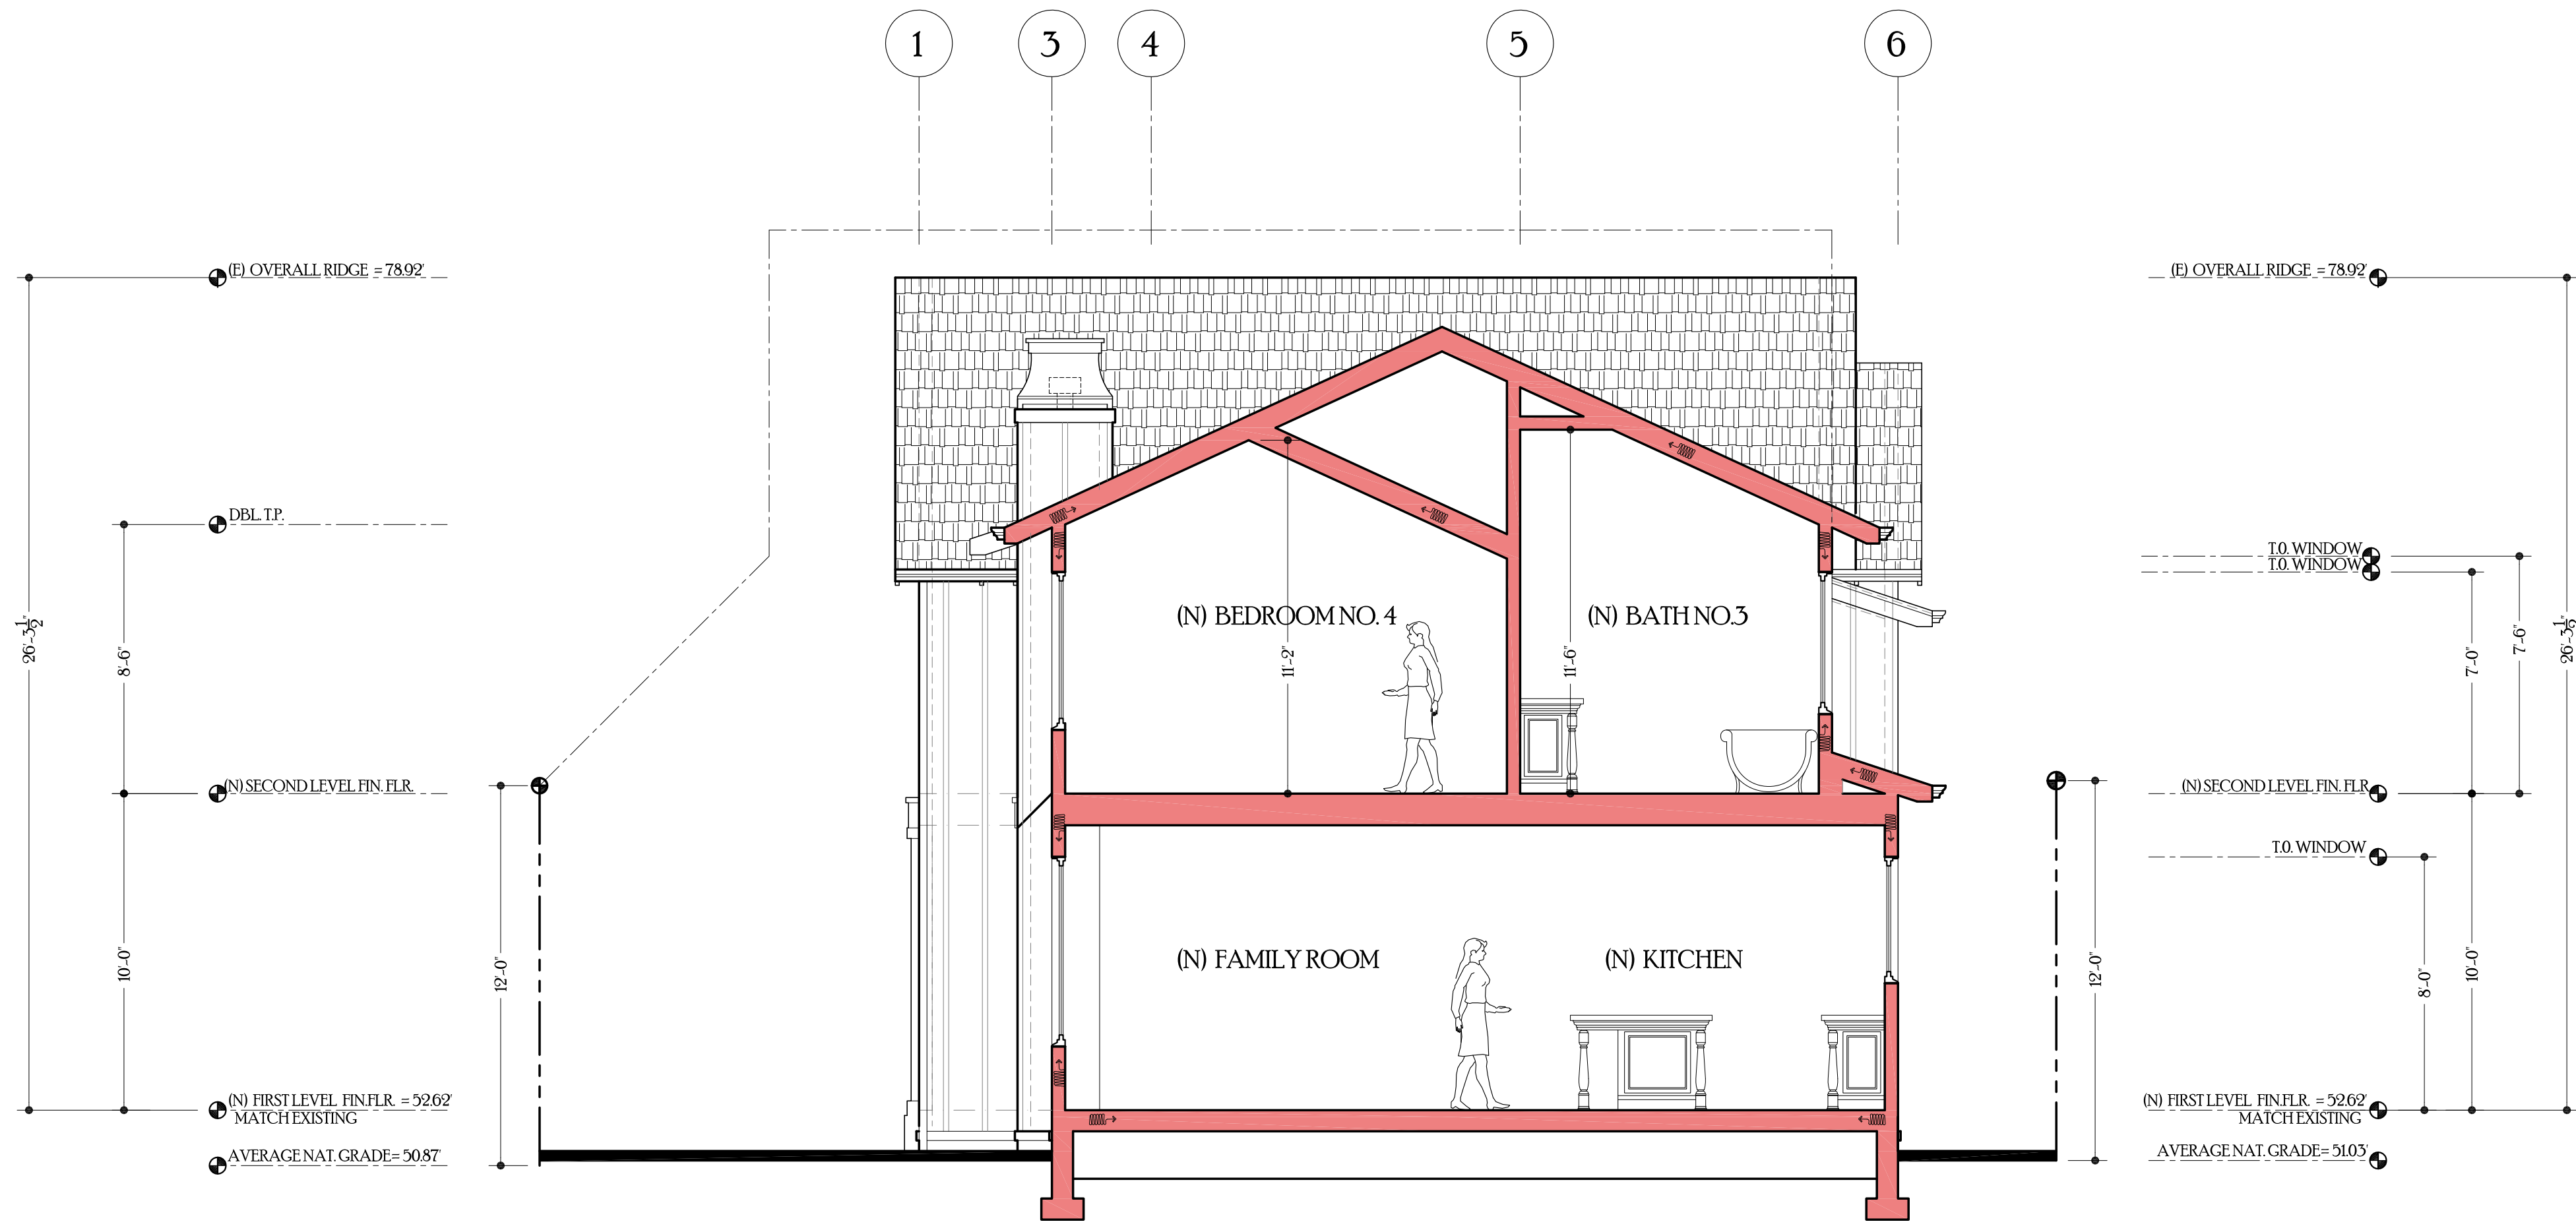 1
3
4
5
6
(E) OVERALL RIDGE = 78.92'
(E) OVERALL RIDGE = 78.92'
DBL. T.P.
T.O. WINDOW
T.O. WINDOW
26'-3 1/2"
8'-6"
(N) BEDROOM NO. 4
(N) BATH NO.3
11'-2"
11'-6"
7'-0"
7'-6"
26'-3 1/2"
(N) SECOND LEVEL FIN. FLR.
(N) SECOND LEVEL FIN. FLR
T.O. WINDOW
10'-0"
12'-0"
(N) FAMILY ROOM
(N) KITCHEN
12'-0"
8'-0"
10'-0"
(N) FIRST LEVEL FIN.FLR. = 52.62'
MATCH EXISTING
(N) FIRST LEVEL FIN.FLR. = 52.62'
MATCH EXISTING
AVERAGE NAT. GRADE= 50.87'
AVERAGE NAT. GRADE= 51.03'